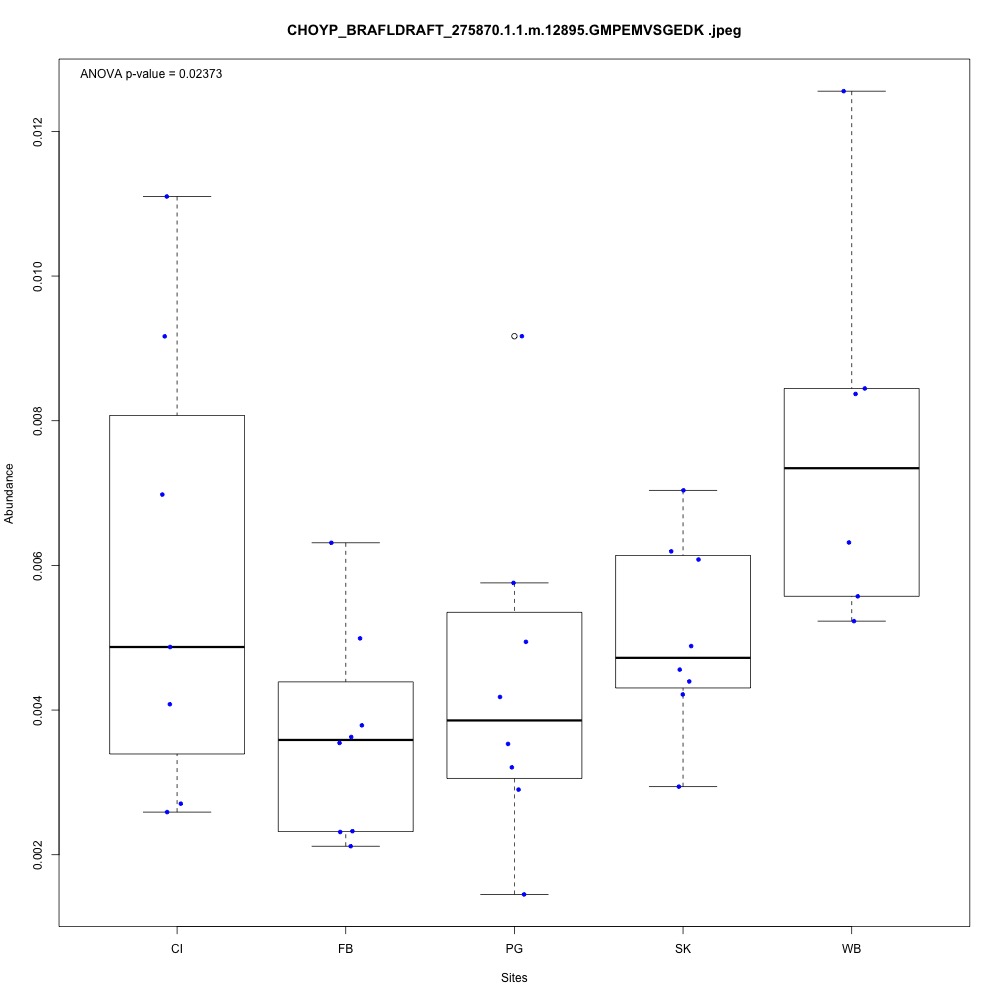 CHOYP_BRAFLDRAFT_275870.1.1.m.12895.GMPEMVSGEDK .jpeg
ANOVA p-value = 0.02373
0.012
0.010
0.008
0.006
0.004
0.002
Abundance
CI FB PG SK WB
Sites